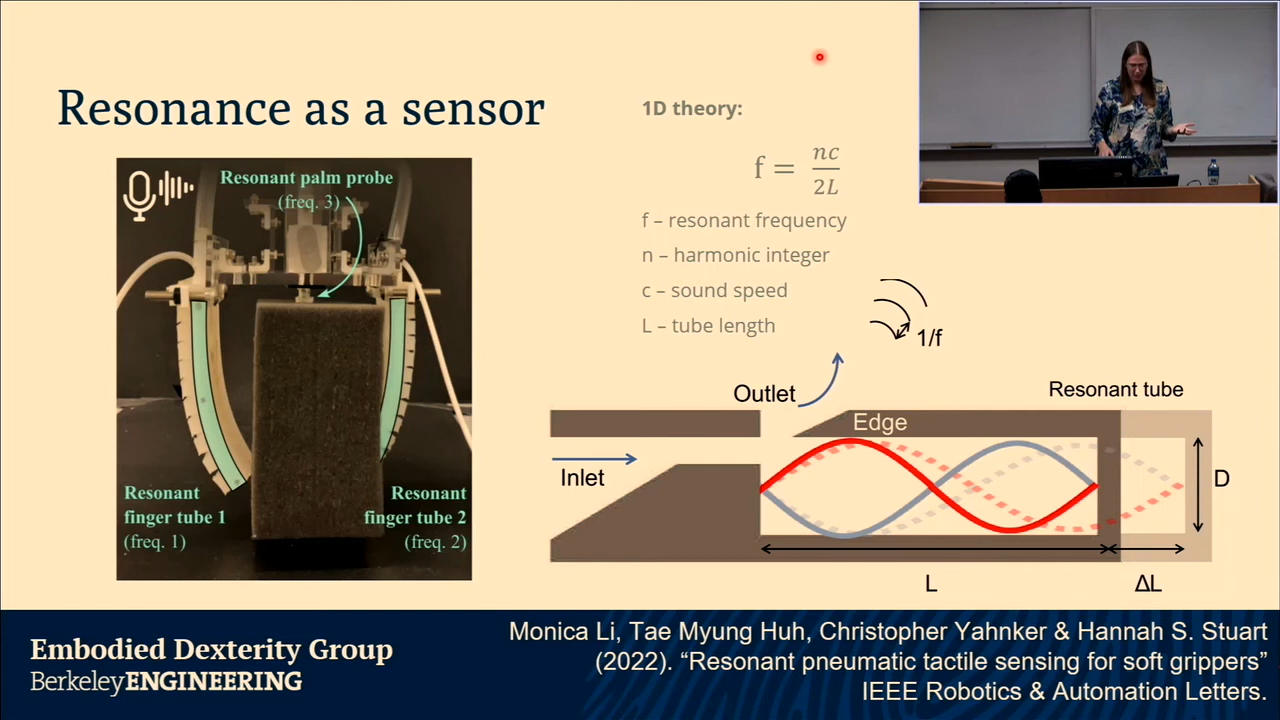 Resonance as a sensor
Resonant palm probe
(freq. 3)
Resonant
finger tube 1
(freq. 1)
Resonant
finger tube 2
(freq. 2)
1D theory:
f = nc/2L
f – resonant frequency
n – harmonic integer
c – sound speed
L – tube length
1/f
Outlet
Resonant tube
Edge
Inlet
D
L
ΔL
Embodied Dexterity Group
BerkeleyENGINEERING
Monica Li, Tae Myung Huh, Christopher Yahnker & Hannah S. Stuart
(2022). “Resonant pneumatic tactile sensing for soft grippers”
IEEE Robotics & Automation Letters.